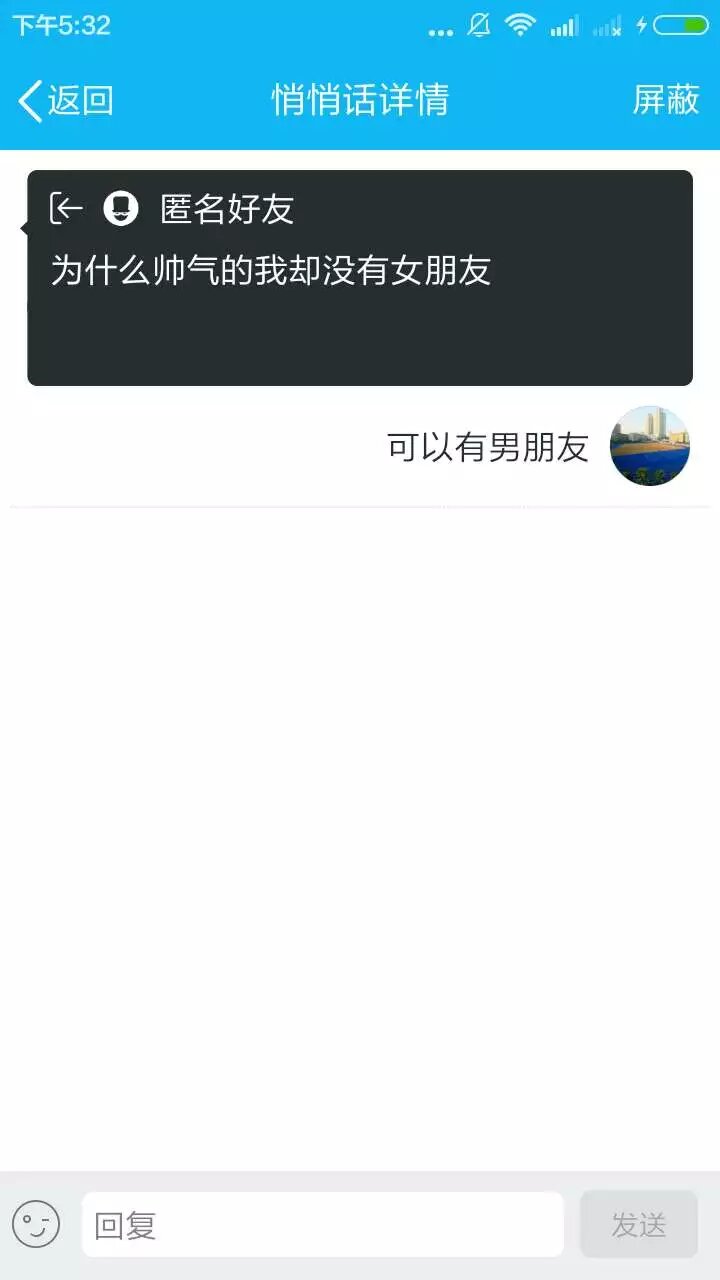 下午5:32
返回
悄悄话详情
屏蔽
匿名好友
为什么帅气的我却没有女朋友
可以有男朋友
回复
发送